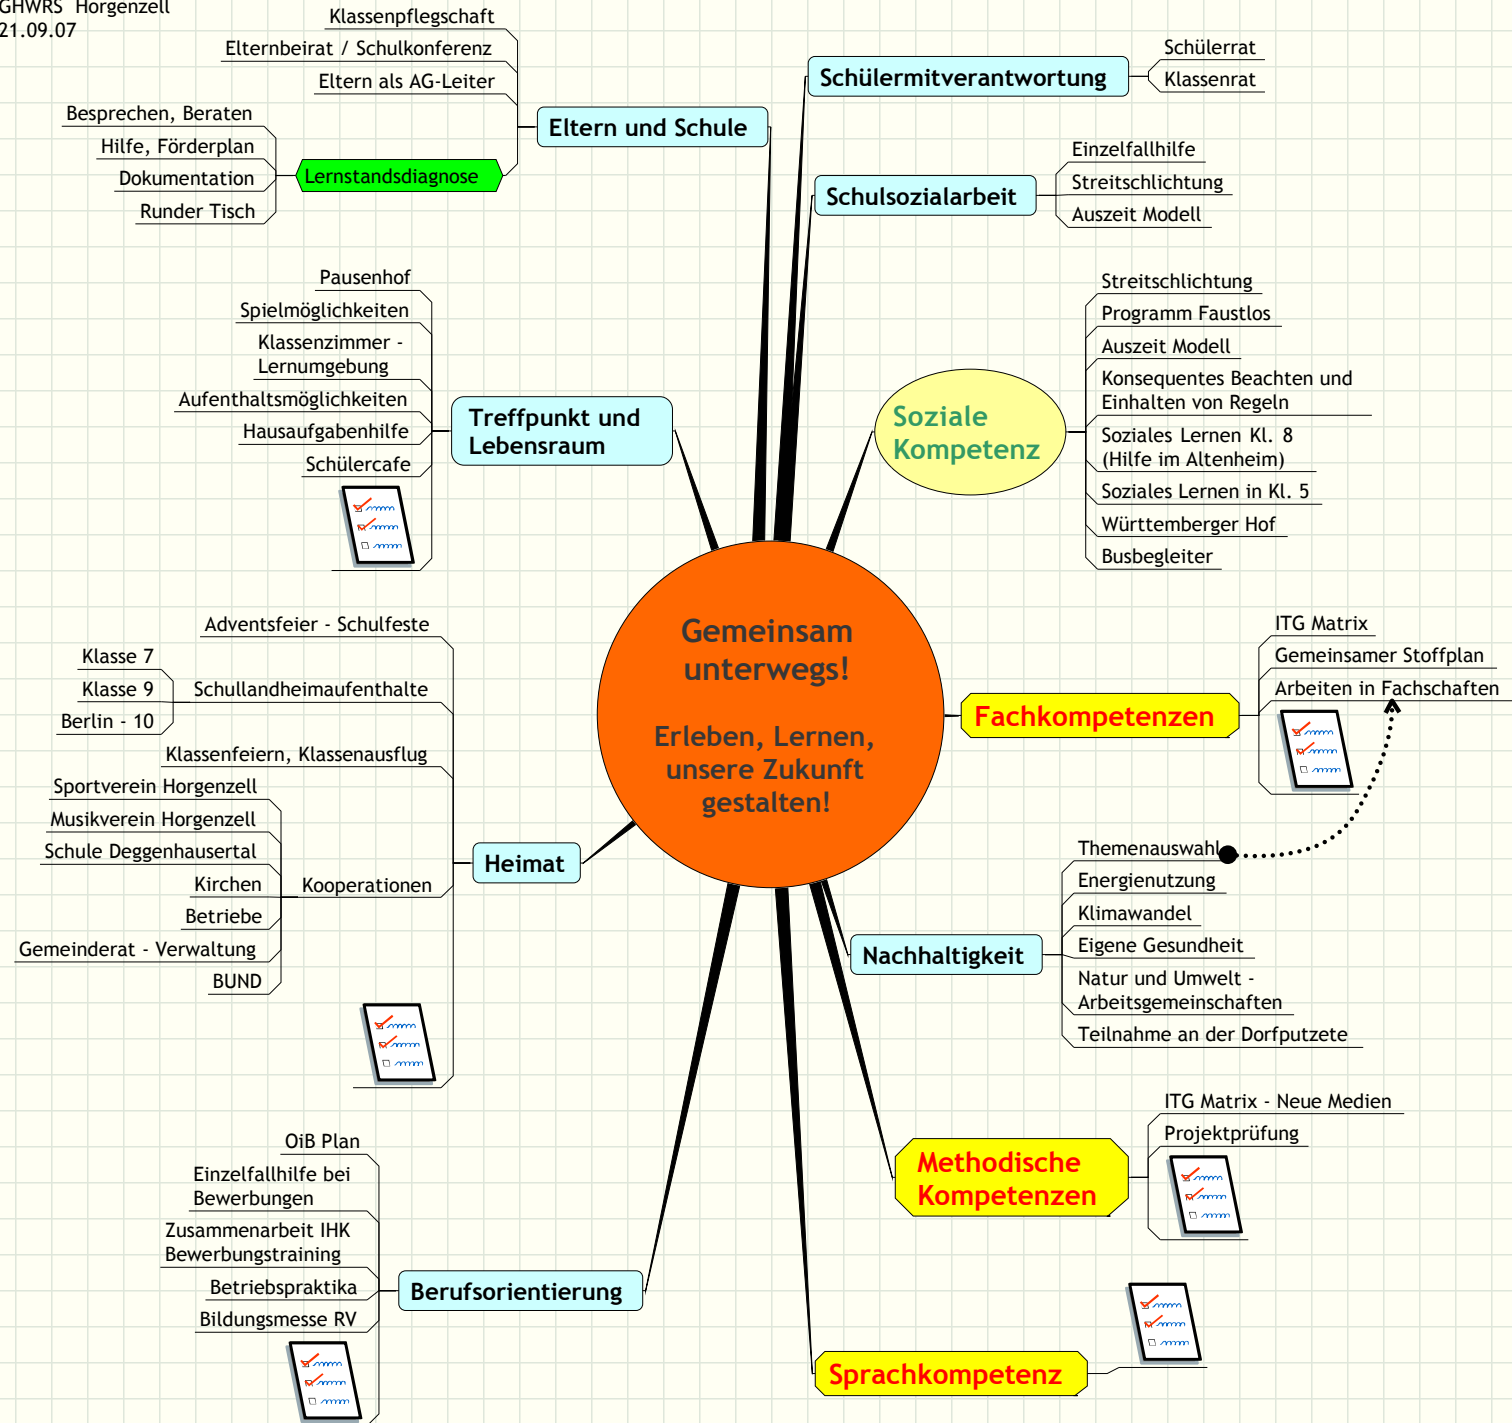 GHWRS Horgenzell
21.09.07
Klassenpflegschaft
Elternbeirat / Schulkonferenz
Eltern als AG-Leiter
Eltern und Schule
Besprechen, Beraten
Hilfe, Förderplan
Dokumentation
Runder Tisch
Lernstandsdiagnose
Schülermitverantwortung
Schülerrat
Klassenrat
Schulsozialarbeit
Einzelfallhilfe
Streitschlichtung
Auszeit Modell
Pausenhof
Spielmöglichkeiten
Klassenzimmer -
Lernumgebung
Aufenthaltsmöglichkeiten
Hausaufgabenhilfe
Schülercafe
Treffpunkt und
Lebensraum
Soziale
Kompetenz
Streitschlichtung
Programm Faustlos
Auszeit Modell
Konsequentes Beachten und
Einhalten von Regeln
Soziales Lernen Kl. 8
(Hilfe im Altenheim)
Soziales Lernen in Kl. 5
Württemberger Hof
Busbegleiter
Gemeinsam
unterwegs!
Erleben, Lernen,
unsere Zukunft
gestalten!
Adventsfeier - Schulfeste
Klasse 7
Klasse 9
Berlin - 10
Schullandheimaufenthalte
Klassenfeiern, Klassenausflug
Sportverein Horgenzell
Musikverein Horgenzell
Schule Deggenhausertal
Kirchen
Betriebe
Gemeinderat - Verwaltung
BUND
Kooperationen
Heimat
Fachkompetenzen
ITG Matrix
Gemeinsamer Stoffplan
Arbeiten in Fachschaften
Nachhaltigkeit
Themenauswahl
Energienutzung
Klimawandel
Eigene Gesundheit
Natur und Umwelt -
Arbeitsgemeinschaften
Teilnahme an der Dorfputzete
Methodische
Kompetenzen
ITG Matrix - Neue Medien
Projektprüfung
OiB Plan
Einzelfallhilfe bei
Bewerbungen
Zusammenarbeit IHK
Bewerbungstraining
Betriebspraktika
Bildungsmesse RV
Berufsorientierung
Sprachkompetenz